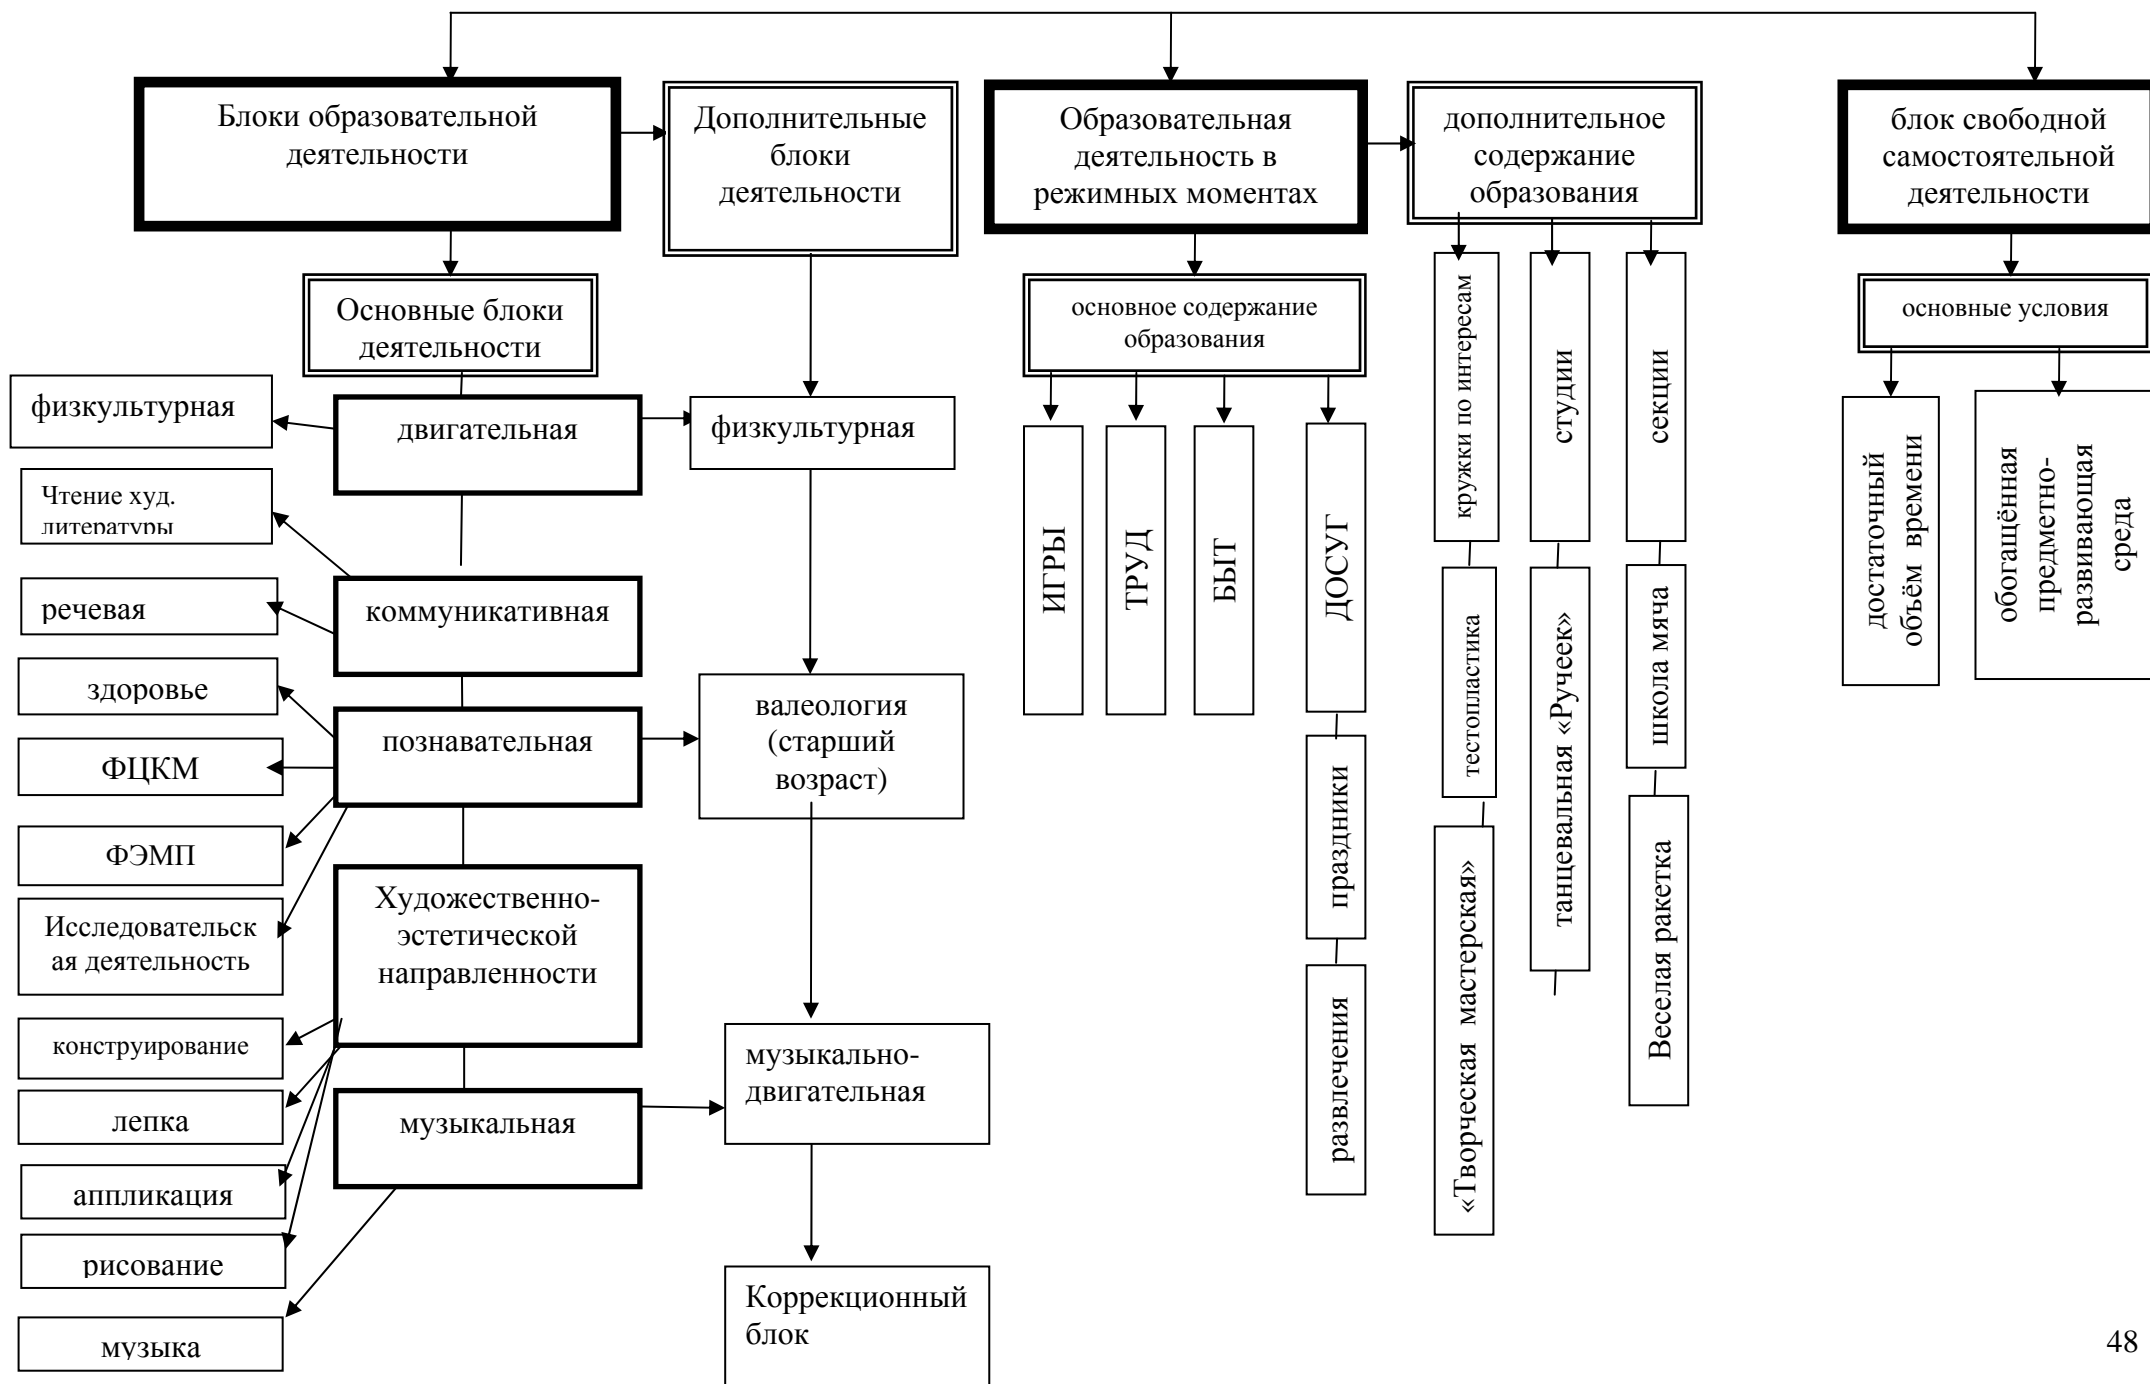 Блоки образовательной
деятельности
Дополнительные
блоки
деятельности
Образовательная
деятельность в
режимных моментах
дополнительное
содержание
образования
блок свободной
самостоятельной
деятельности
Основные блоки
деятельности
основное содержание
образования
основные условия
кружки по интересам
студии
секции
физкультурная
двигательная
физкультурная
Чтение худ.
литературы
речевая
коммуникативная
здоровье
ФЦКМ
познавательная
валеология
(старший
возраст)
ФЭМП
Исследовательск
ая деятельность
Художественно-
эстетической
направленности
конструирование
лепка
аппликация
рисование
музыка
музыкальная
музыкально-
двигательная
Коррекционный
блок
ИГРЫ
ТРУД
БЫТ
ДОСУГ
праздники
развлечения
тестопластика
«Творческая мастерская»
танцевальная «Ручеек»
школа мяча
Веселая ракетка
достаточный
объём времени
обогащённая
предметно-
развивающая
среда
48